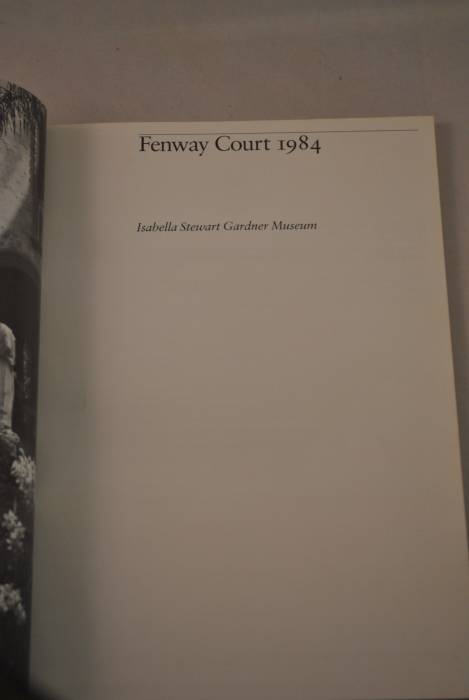 Fenway Court 1984
Isabella Stewart Gardner Museum